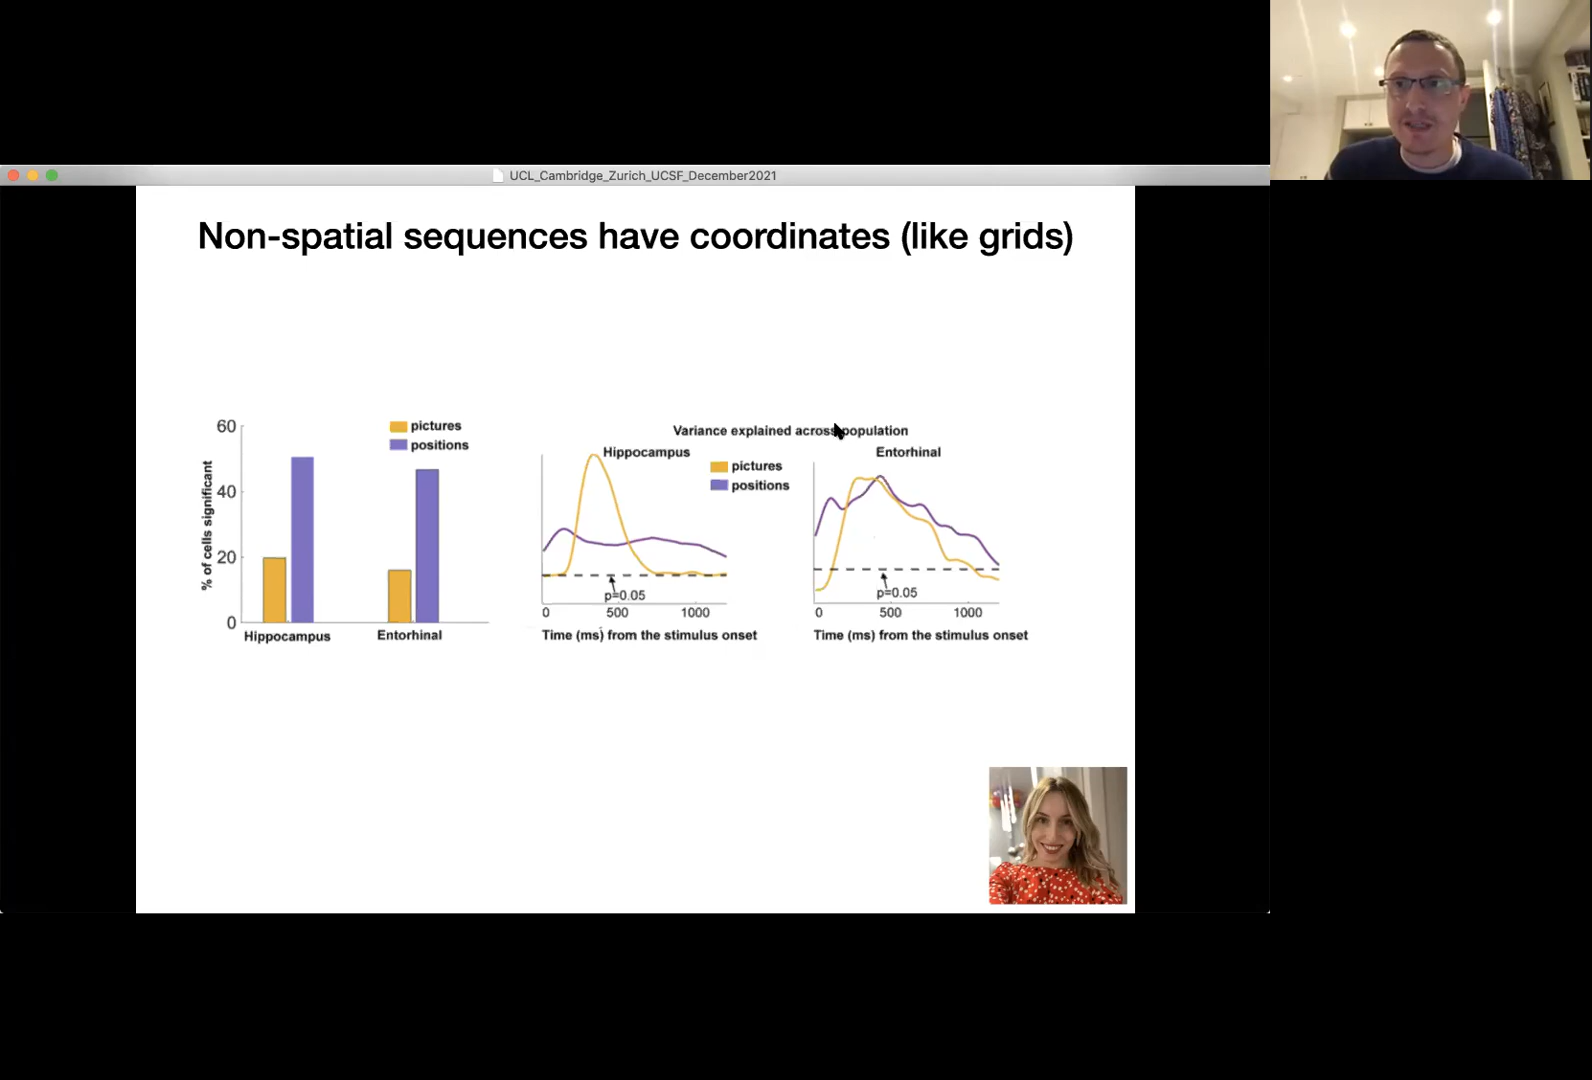 UCL_Cambridge_Zurich_UCSF_December2021
Non-spatial sequences have coordinates (like grids)
% of cells significant
60
40
20
0
pictures
positions
Hippocampus
Entorhinal
Variance explained across population
Hippocampus
pictures
positions
p=0.05
0 500 1000
Time (ms) from the stimulus onset
Entorhinal
p=0.05
0 500 1000
Time (ms) from the stimulus onset